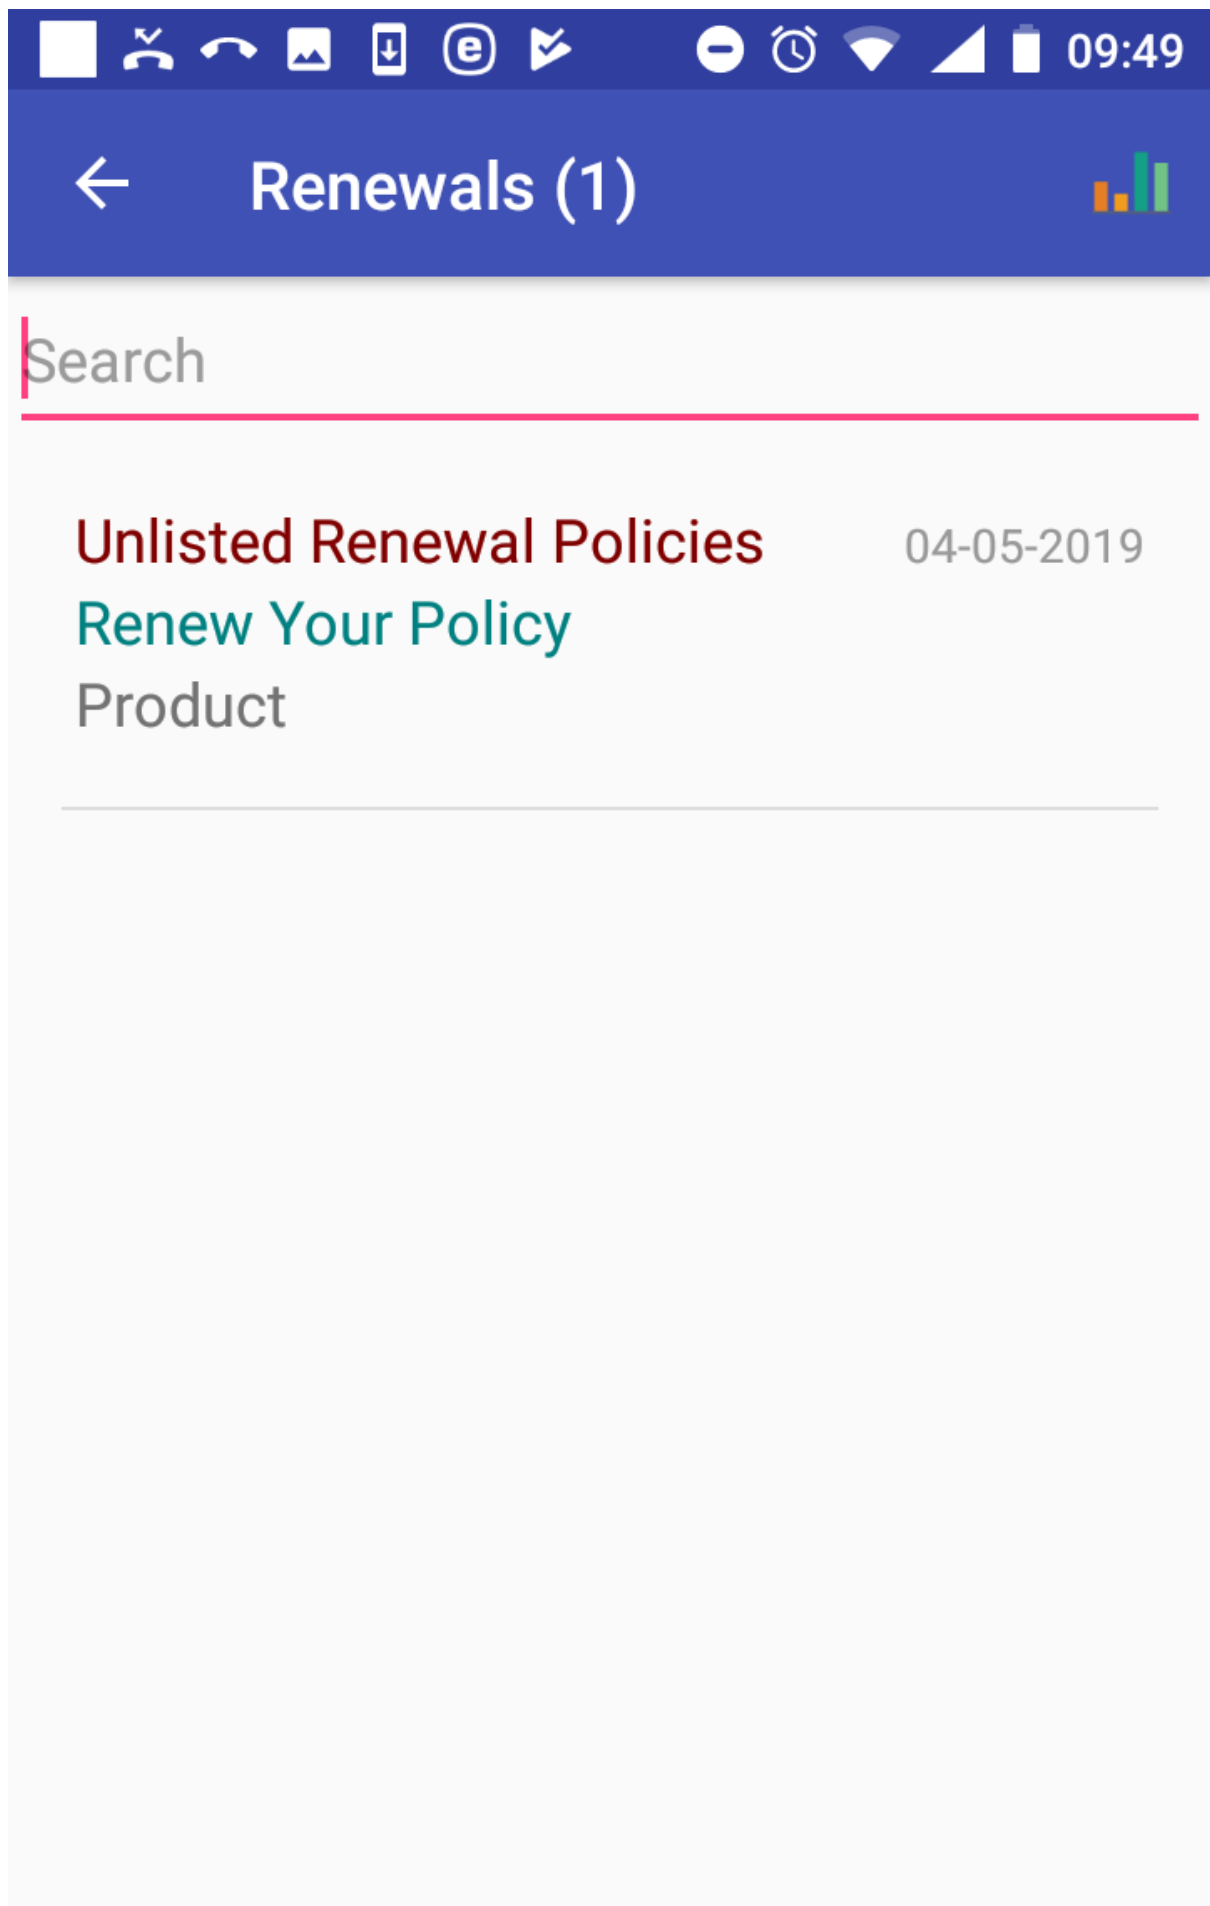 09:49
Renewals (1)
Search
Unlisted Renewal Policies 04-05-2019
Renew Your Policy
Product